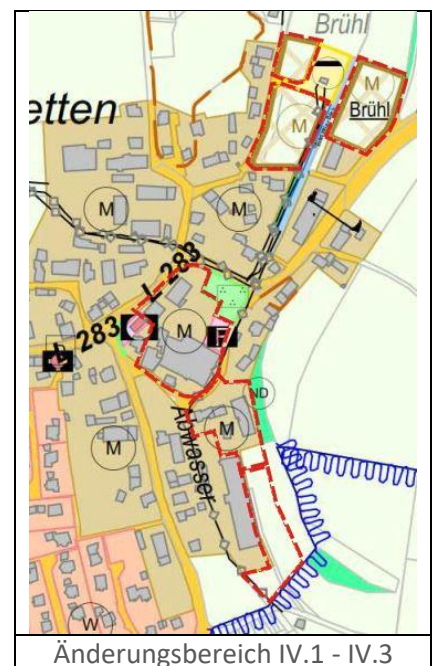 Brühl
etten
M
M
Brühl
M
M
M
L 283
M
F
L 283
ND
M
M
Abwasser
W
Änderungsbereich IV.1 - IV.3